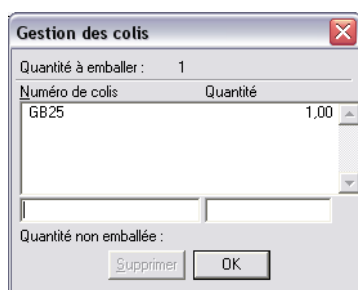 Gestion des colis
Quantité à emballer : 1
Numéro de colis Quantité
GB25 1,00
Quantité non emballée :
Supprimer OK